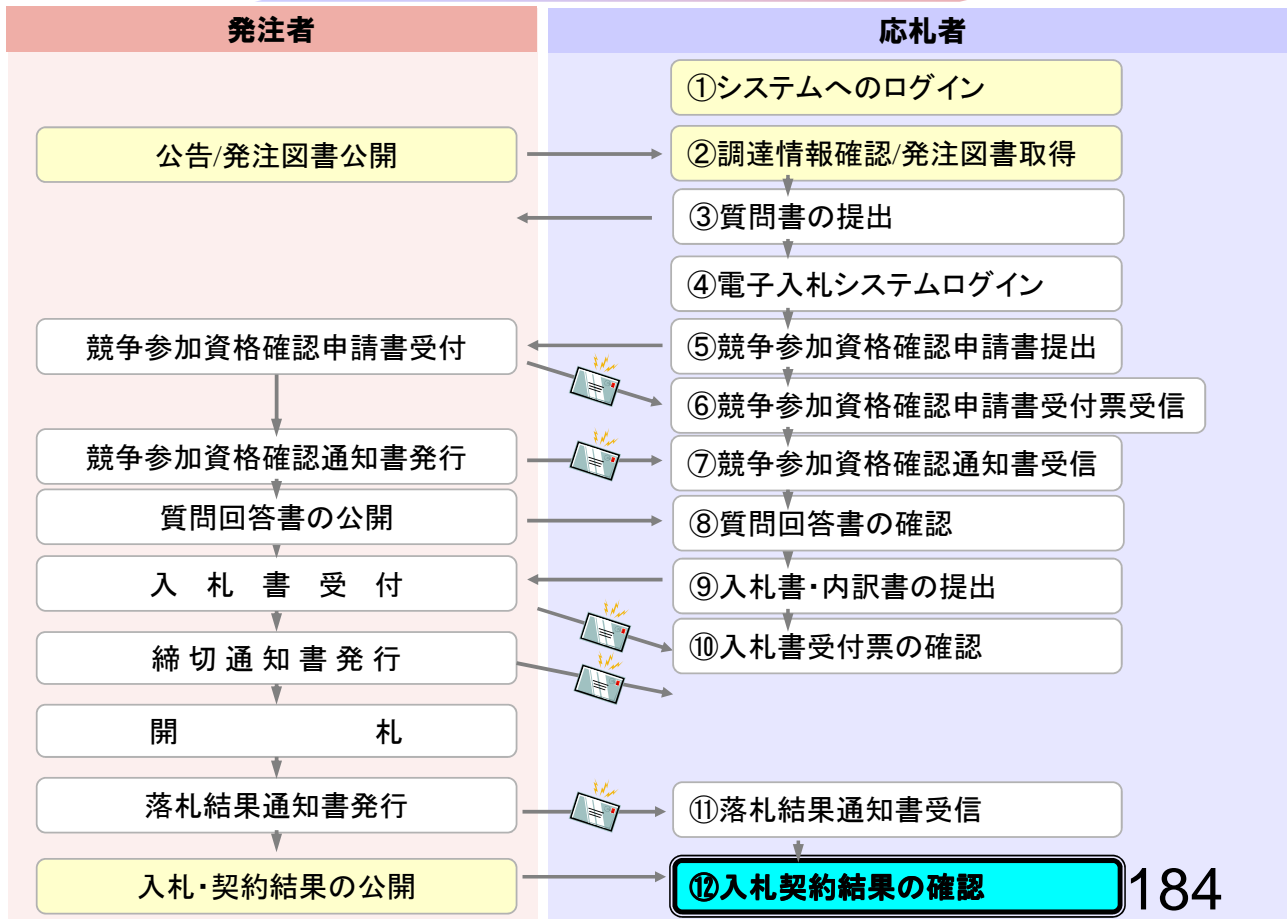 発注者
応札者
①システムへのログイン
公告/発注図書公開
②調達情報確認/発注図書取得
③質問書の提出
④電子入札システムログイン
競争参加資格確認申請書受付
⑤競争参加資格確認申請書提出
⑥競争参加資格確認申請書受付票受信
競争参加資格確認通知書発行
⑦競争参加資格確認通知書受信
質問回答書の公開
⑧質問回答書の確認
入 札 書 受 付
⑨入札書・内訳書の提出
⑩入札書受付票の確認
締 切 通 知 書 発 行
開 札
落札結果通知書発行
⑪落札結果通知書受信
入札・契約結果の公開
⑫入札契約結果の確認
184